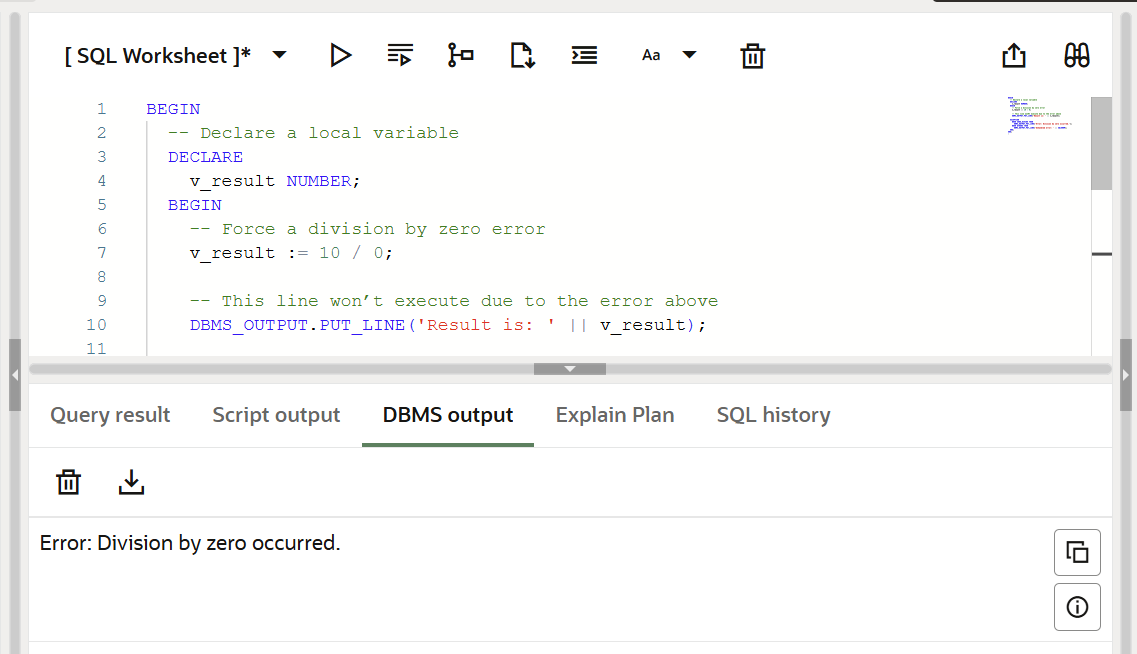 [ SQL Worksheet ]*
Aa
1 BEGIN
2 -- Declare a local variable
3 DECLARE
4 v_result NUMBER;
5 BEGIN
6 -- Force a division by zero error
7 v_result := 10 / 0;
8
9 -- This line won’t execute due to the error above
10 DBMS_OUTPUT.PUT_LINE('Result is: ' || v_result);
11
Query result Script output DBMS output Explain Plan SQL history
Error: Division by zero occurred.